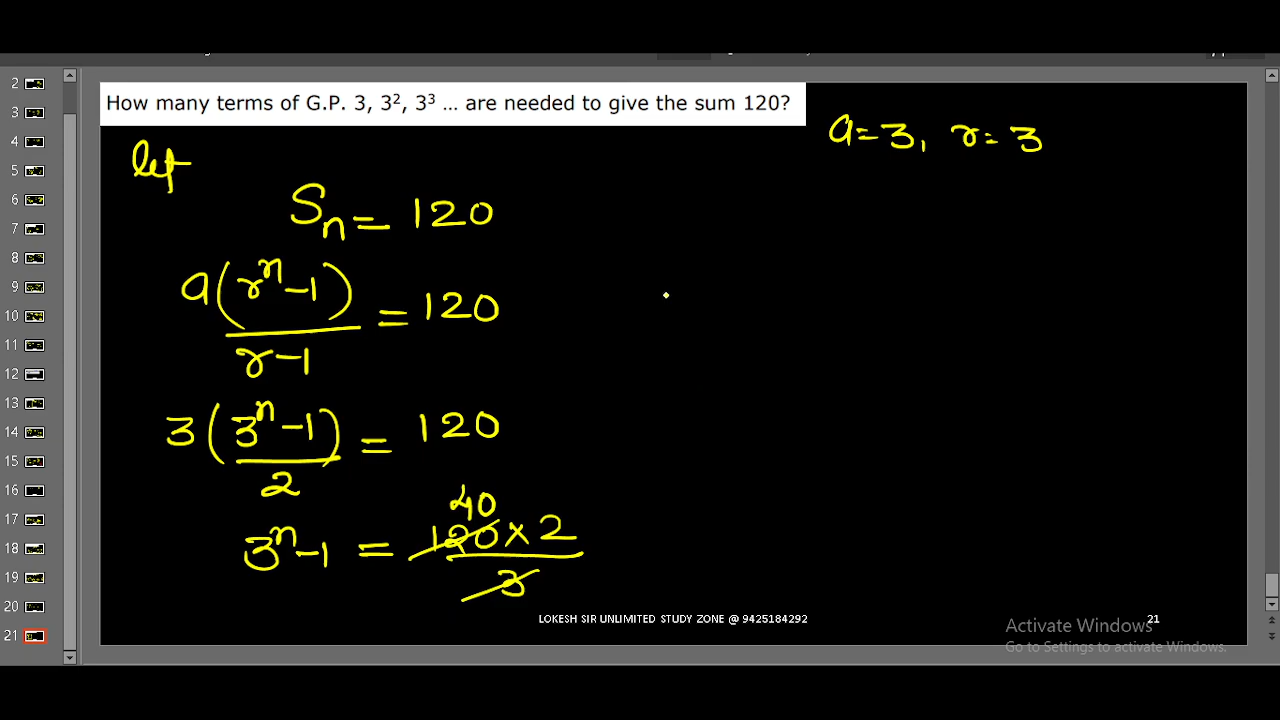 How many terms of G.P. 3, 3², 3³ ... are needed to give the sum 120?
a = 3, r = 3
let
Sₙ = 120
a(rⁿ-1)/r-1 = 120
3(3ⁿ-1/2) = 120
40
3ⁿ-1 = 120×2/3
LOKESH SIR UNLIMITED STUDY ZONE @ 9425184292
21
Activate Windows
Go to Settings to activate Windows.
2
3
4
5
6
7
8
9
10
11
12
13
14
15
16
17
18
19
20
21